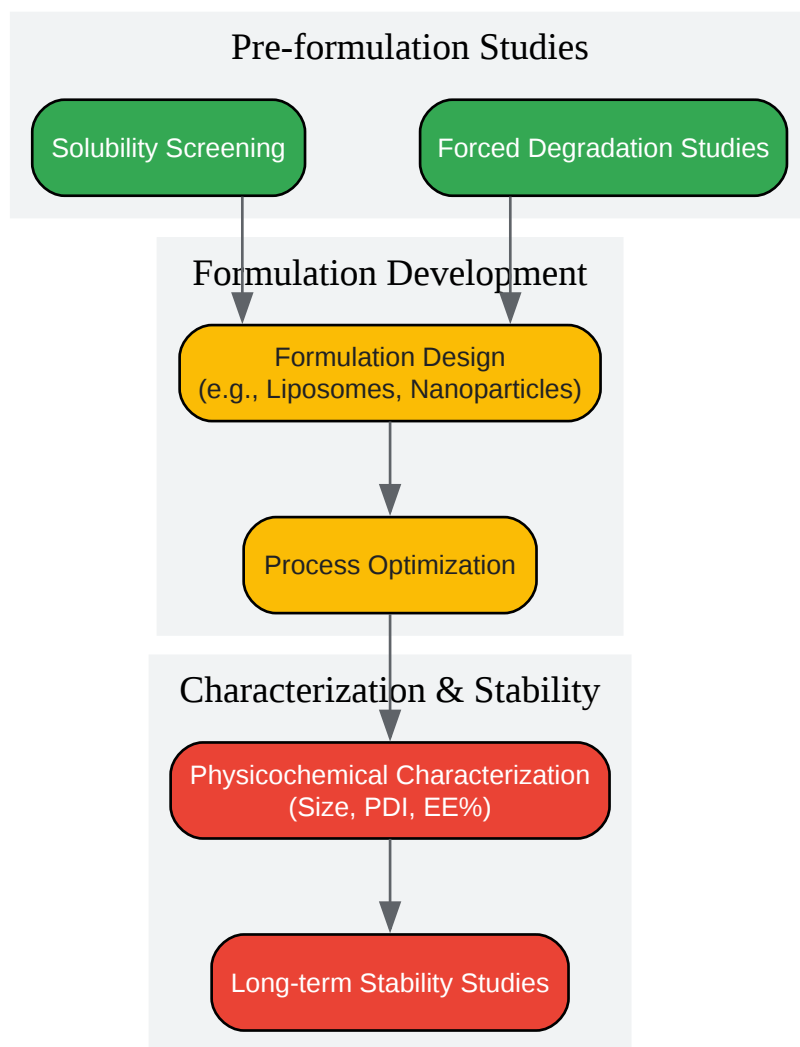 Pre-formulation Studies
Solubility Screening
Forced Degradation Studies
Formulation Development
Formulation Design
(e.g., Liposomes, Nanoparticles)
Process Optimization
Characterization & Stability
Physicochemical Characterization
(Size, PDI, EE%)
Long-term Stability Studies